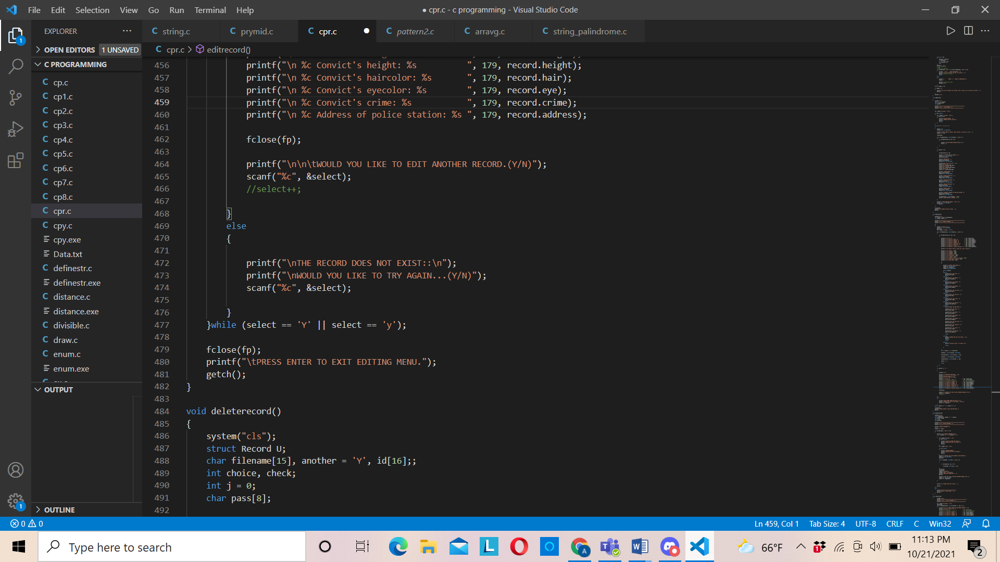 File Edit Selection View Go Run Terminal Help
● cpr.c - c programming - Visual Studio Code
EXPLORER
C string.c
C prymid.c
C cpr.c
C pattern2.c
C arravg.c
C string_palindrome.c
OPEN EDITORS 1 UNSAVED
C cpr.c > editrecord()
C PROGRAMMING
C cp.c
C cp1.c
C cp2.c
C cp3.c
C cp4.c
C cp5.c
C cp6.c
C cp7.c
C cp8.c
C cpr.c
C cpy.c
cpy.exe
Data.txt
C definestr.c
definestr.exe
C distance.c
distance.exe
C divisible.c
C draw.c
C enum.c
enum.exe
OUTPUT
OUTLINE
456 printf("\n %c Convict's height: %s          ", 179, record.height);
457 printf("\n %c Convict's haircolor: %s       ", 179, record.hair);
458 printf("\n %c Convict's eyecolor: %s        ", 179, record.eye);
459 printf("\n %c Convict's crime: %s           ", 179, record.crime);
460 printf("\n %c Address of police station: %s ", 179, record.address);
461
462 fclose(fp);
463
464 printf("\n\n\tWOULD YOU LIKE TO EDIT ANOTHER RECORD.(Y/N)");
465 scanf("%c", &select);
466 //select++;
467
468 }
469 else
470 {
471
472 printf("\nTHE RECORD DOES NOT EXIST::\n");
473 printf("\nWOULD YOU LIKE TO TRY AGAIN...(Y/N)");
474 scanf("%c", &select);
475
476 }
477 }while (select == 'Y' || select == 'y');
478
479 fclose(fp);
480 printf("\tPRESS ENTER TO EXIT EDITING MENU.");
481 getch();
482 }
483
484 void deleterecord()
485 {
486 system("cls");
487 struct Record U;
488 char filename[15], another = 'Y', id[16];;
489 int choice, check;
490 int j = 0;
491 char pass[8];
492
0 0
Ln 459, Col 1 Tab Size: 4 UTF-8 CRLF C Win32
Type here to search
66°F
11:13 PM
10/21/2021
2